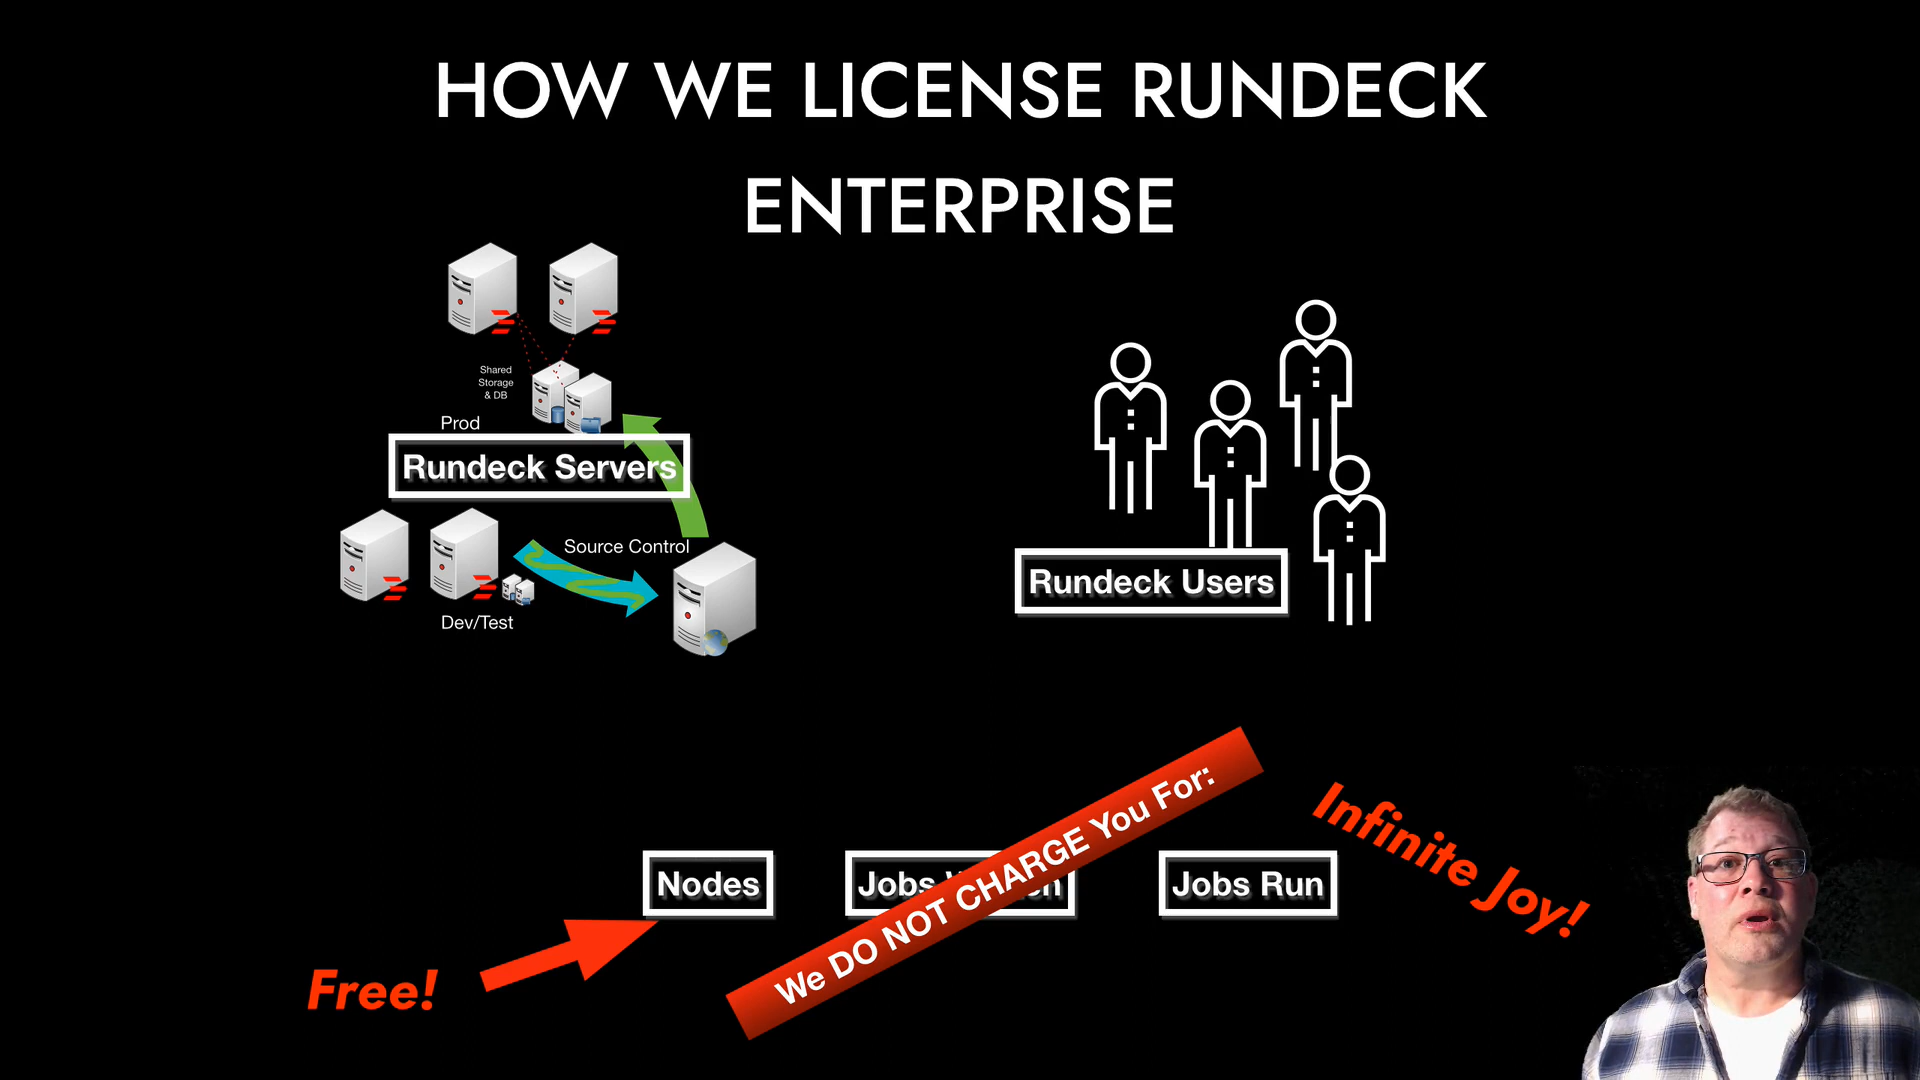 HOW WE LICENSE RUNDECK
ENTERPRISE
Shared
Storage
& DB
Prod
Rundeck Servers
Source Control
Dev/Test
Rundeck Users
We DO NOT CHARGE You For:
Infinite Joy!
Nodes
Jobs
Jobs Run
Free!